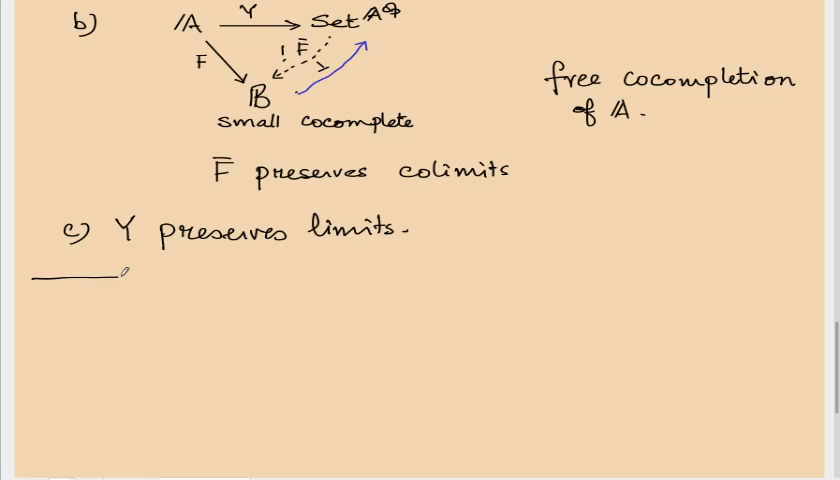 b) 𝔸 Y Set 𝔸^op
F ! F̄ ⊥
𝔹
small cocomplete
free cocompletion
of 𝔸.
F̄ preserves colimits
c) Y preserves limits.